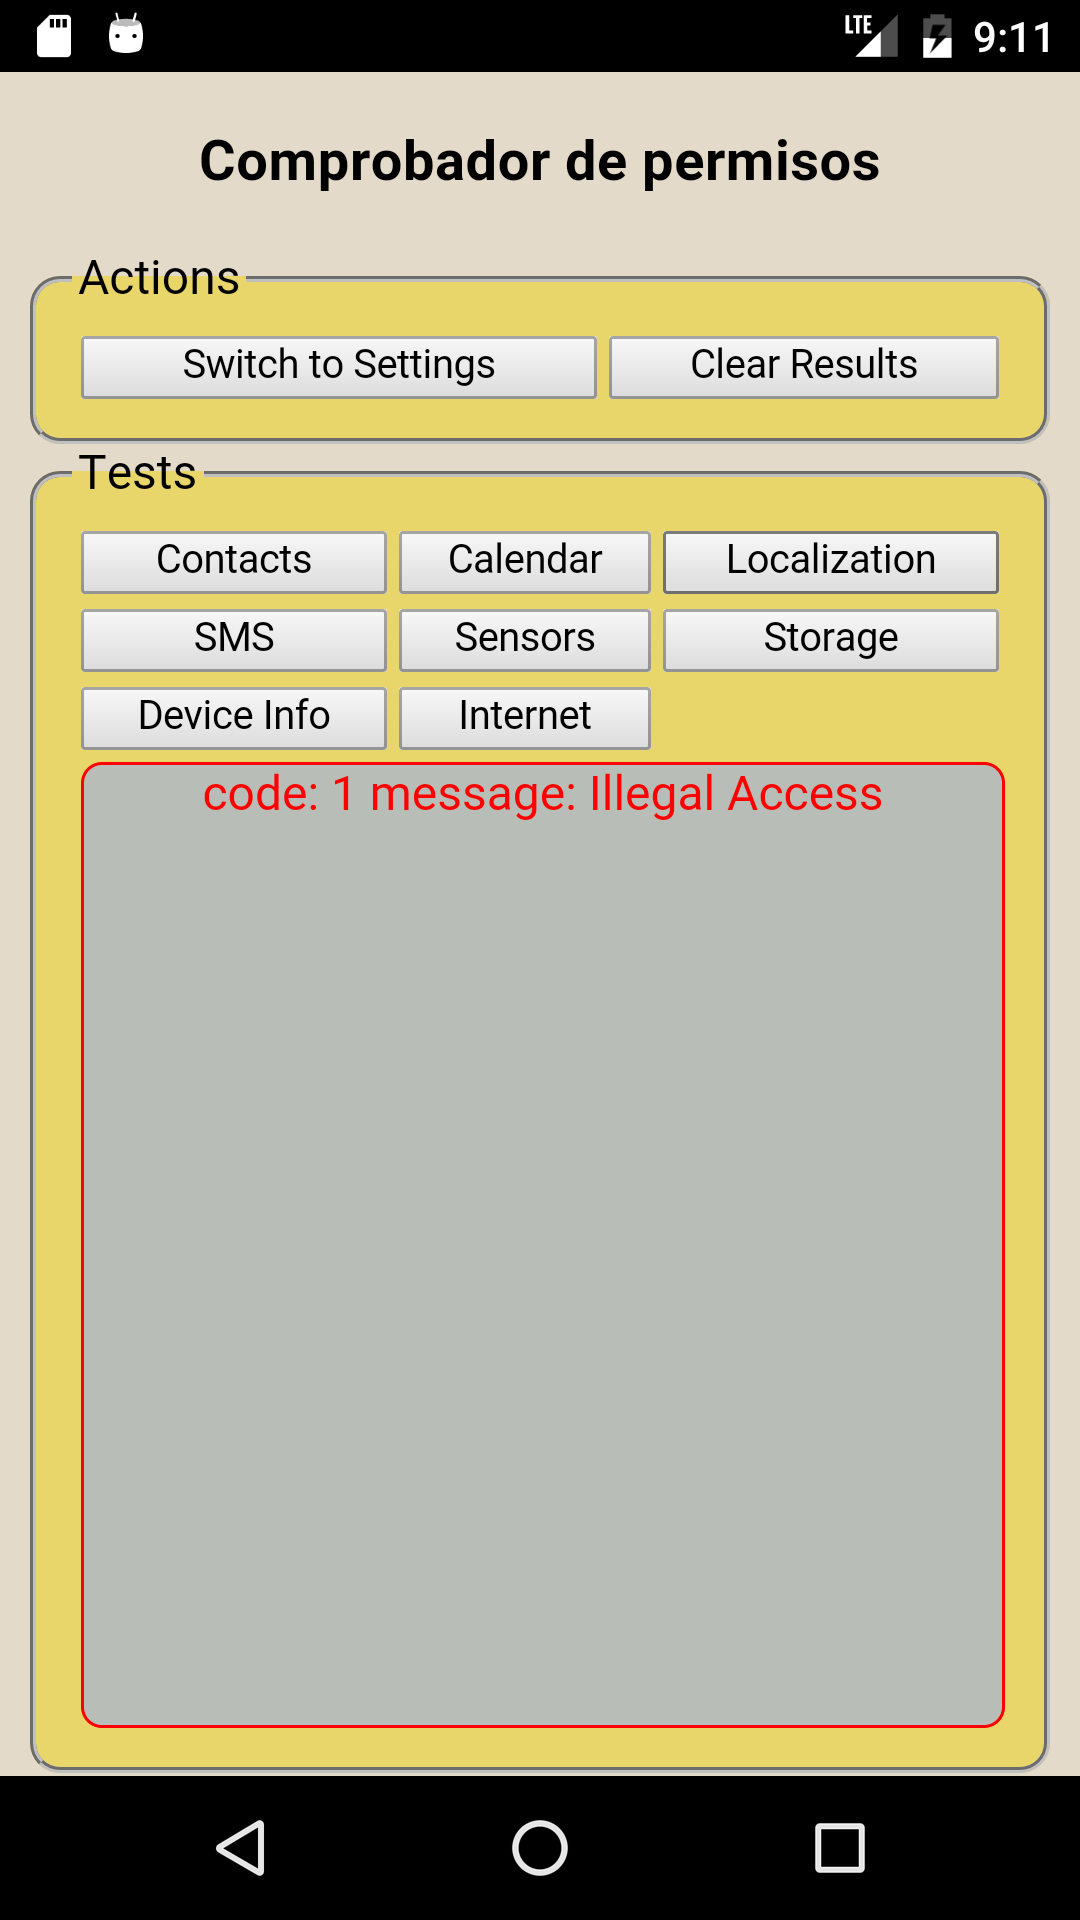 LTE 9:11
Comprobador de permisos
Actions
Switch to Settings Clear Results
Tests
Contacts Calendar Localization
SMS Sensors Storage
Device Info Internet
code: 1 message: Illegal Access